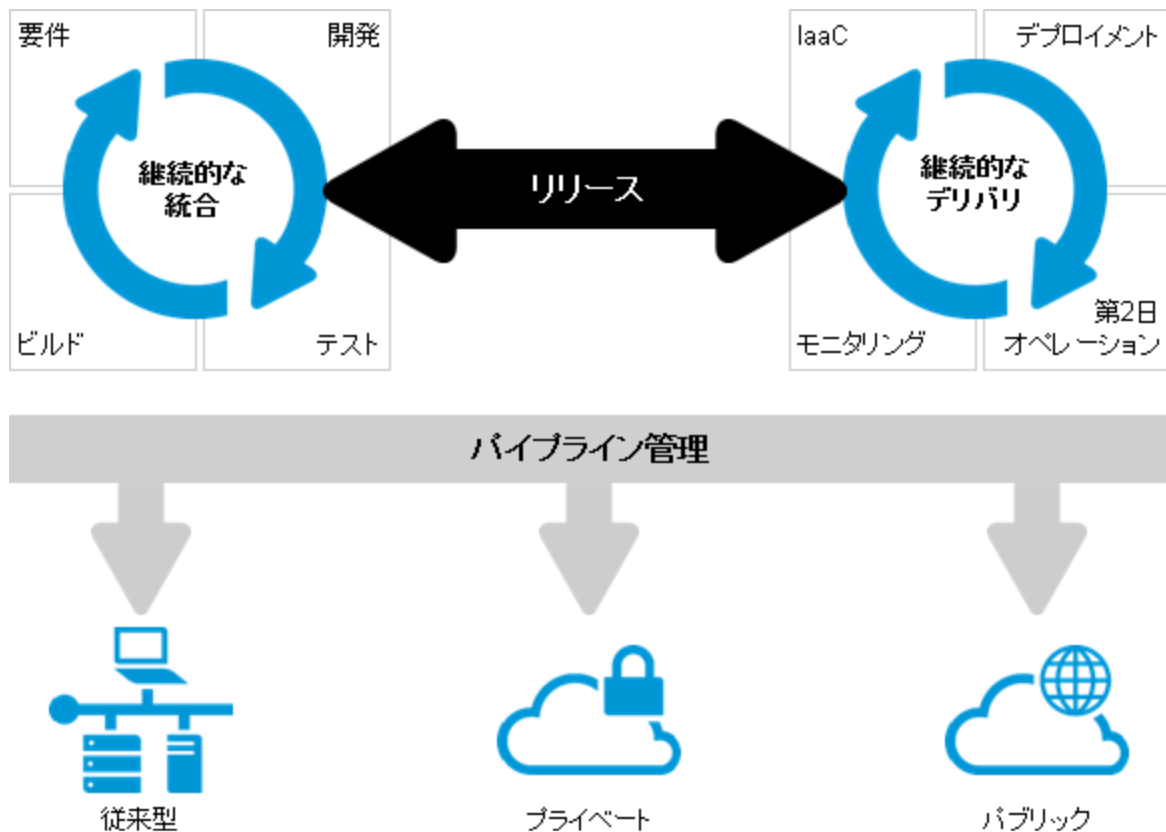 要件
開発
継続的な
統合
ビルド
テスト
リリース
IaaC
デプロイメント
継続的な
デリバリ
モニタリング
第2日
オペレーション
パイプライン管理
従来型
プライベート
パブリック